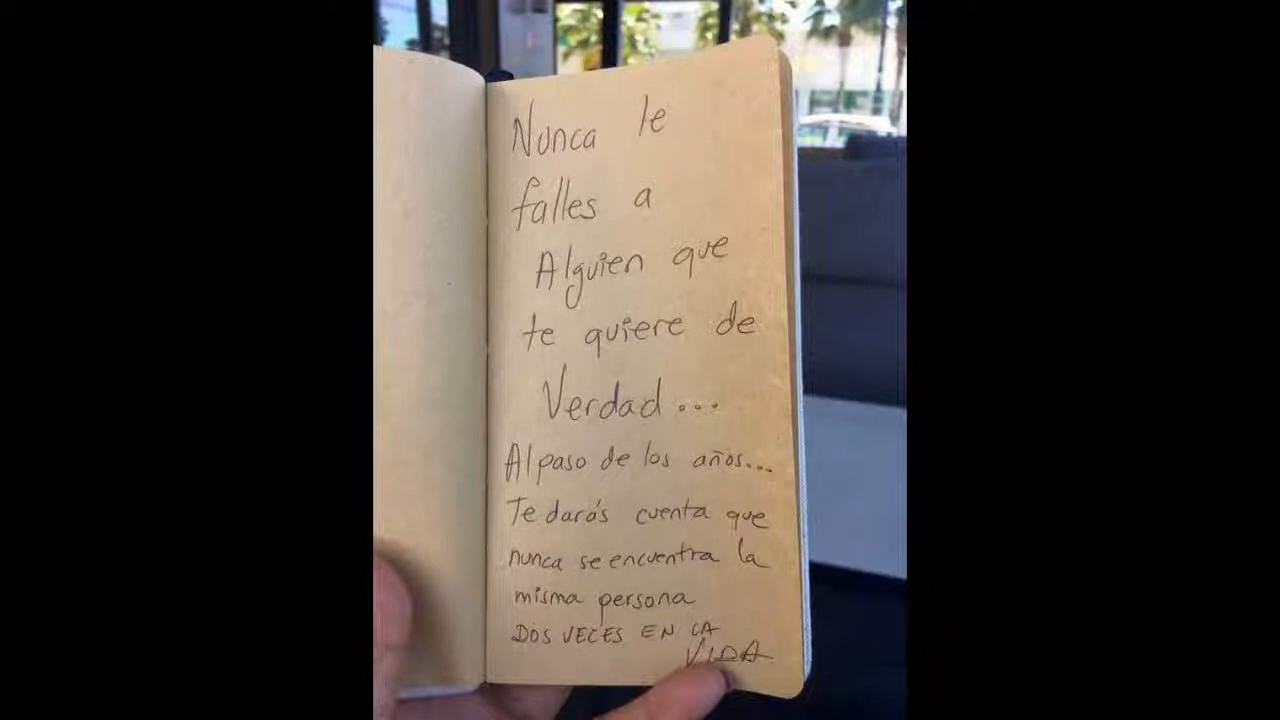 Nunca le
falles a
Alguien que
te quiere de
Verdad...
Al paso de los años...
Te darás cuenta que
nunca se encuentra la
misma persona
DOS VECES EN LA
VIDA